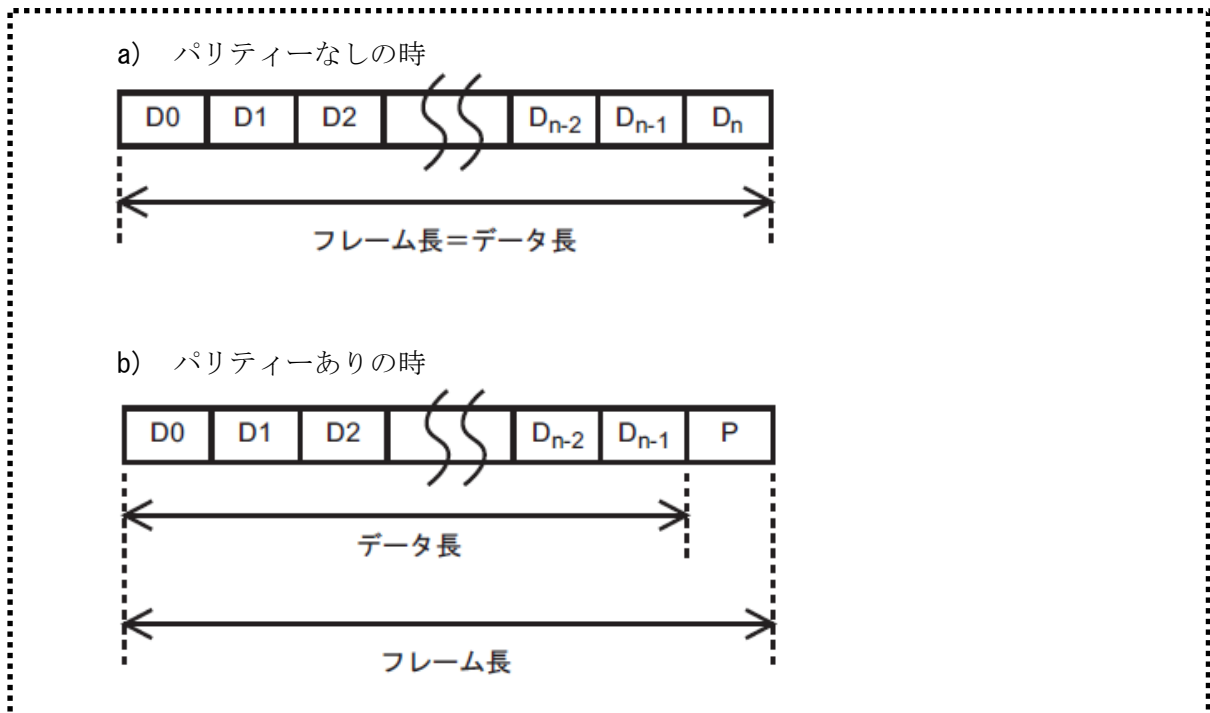 a) パリティーなしの時
D0 D1 D2 Dn-2 Dn-1 Dn
フレーム長=データ長
b) パリティーありの時
D0 D1 D2 Dn-2 Dn-1 P
データ長
フレーム長